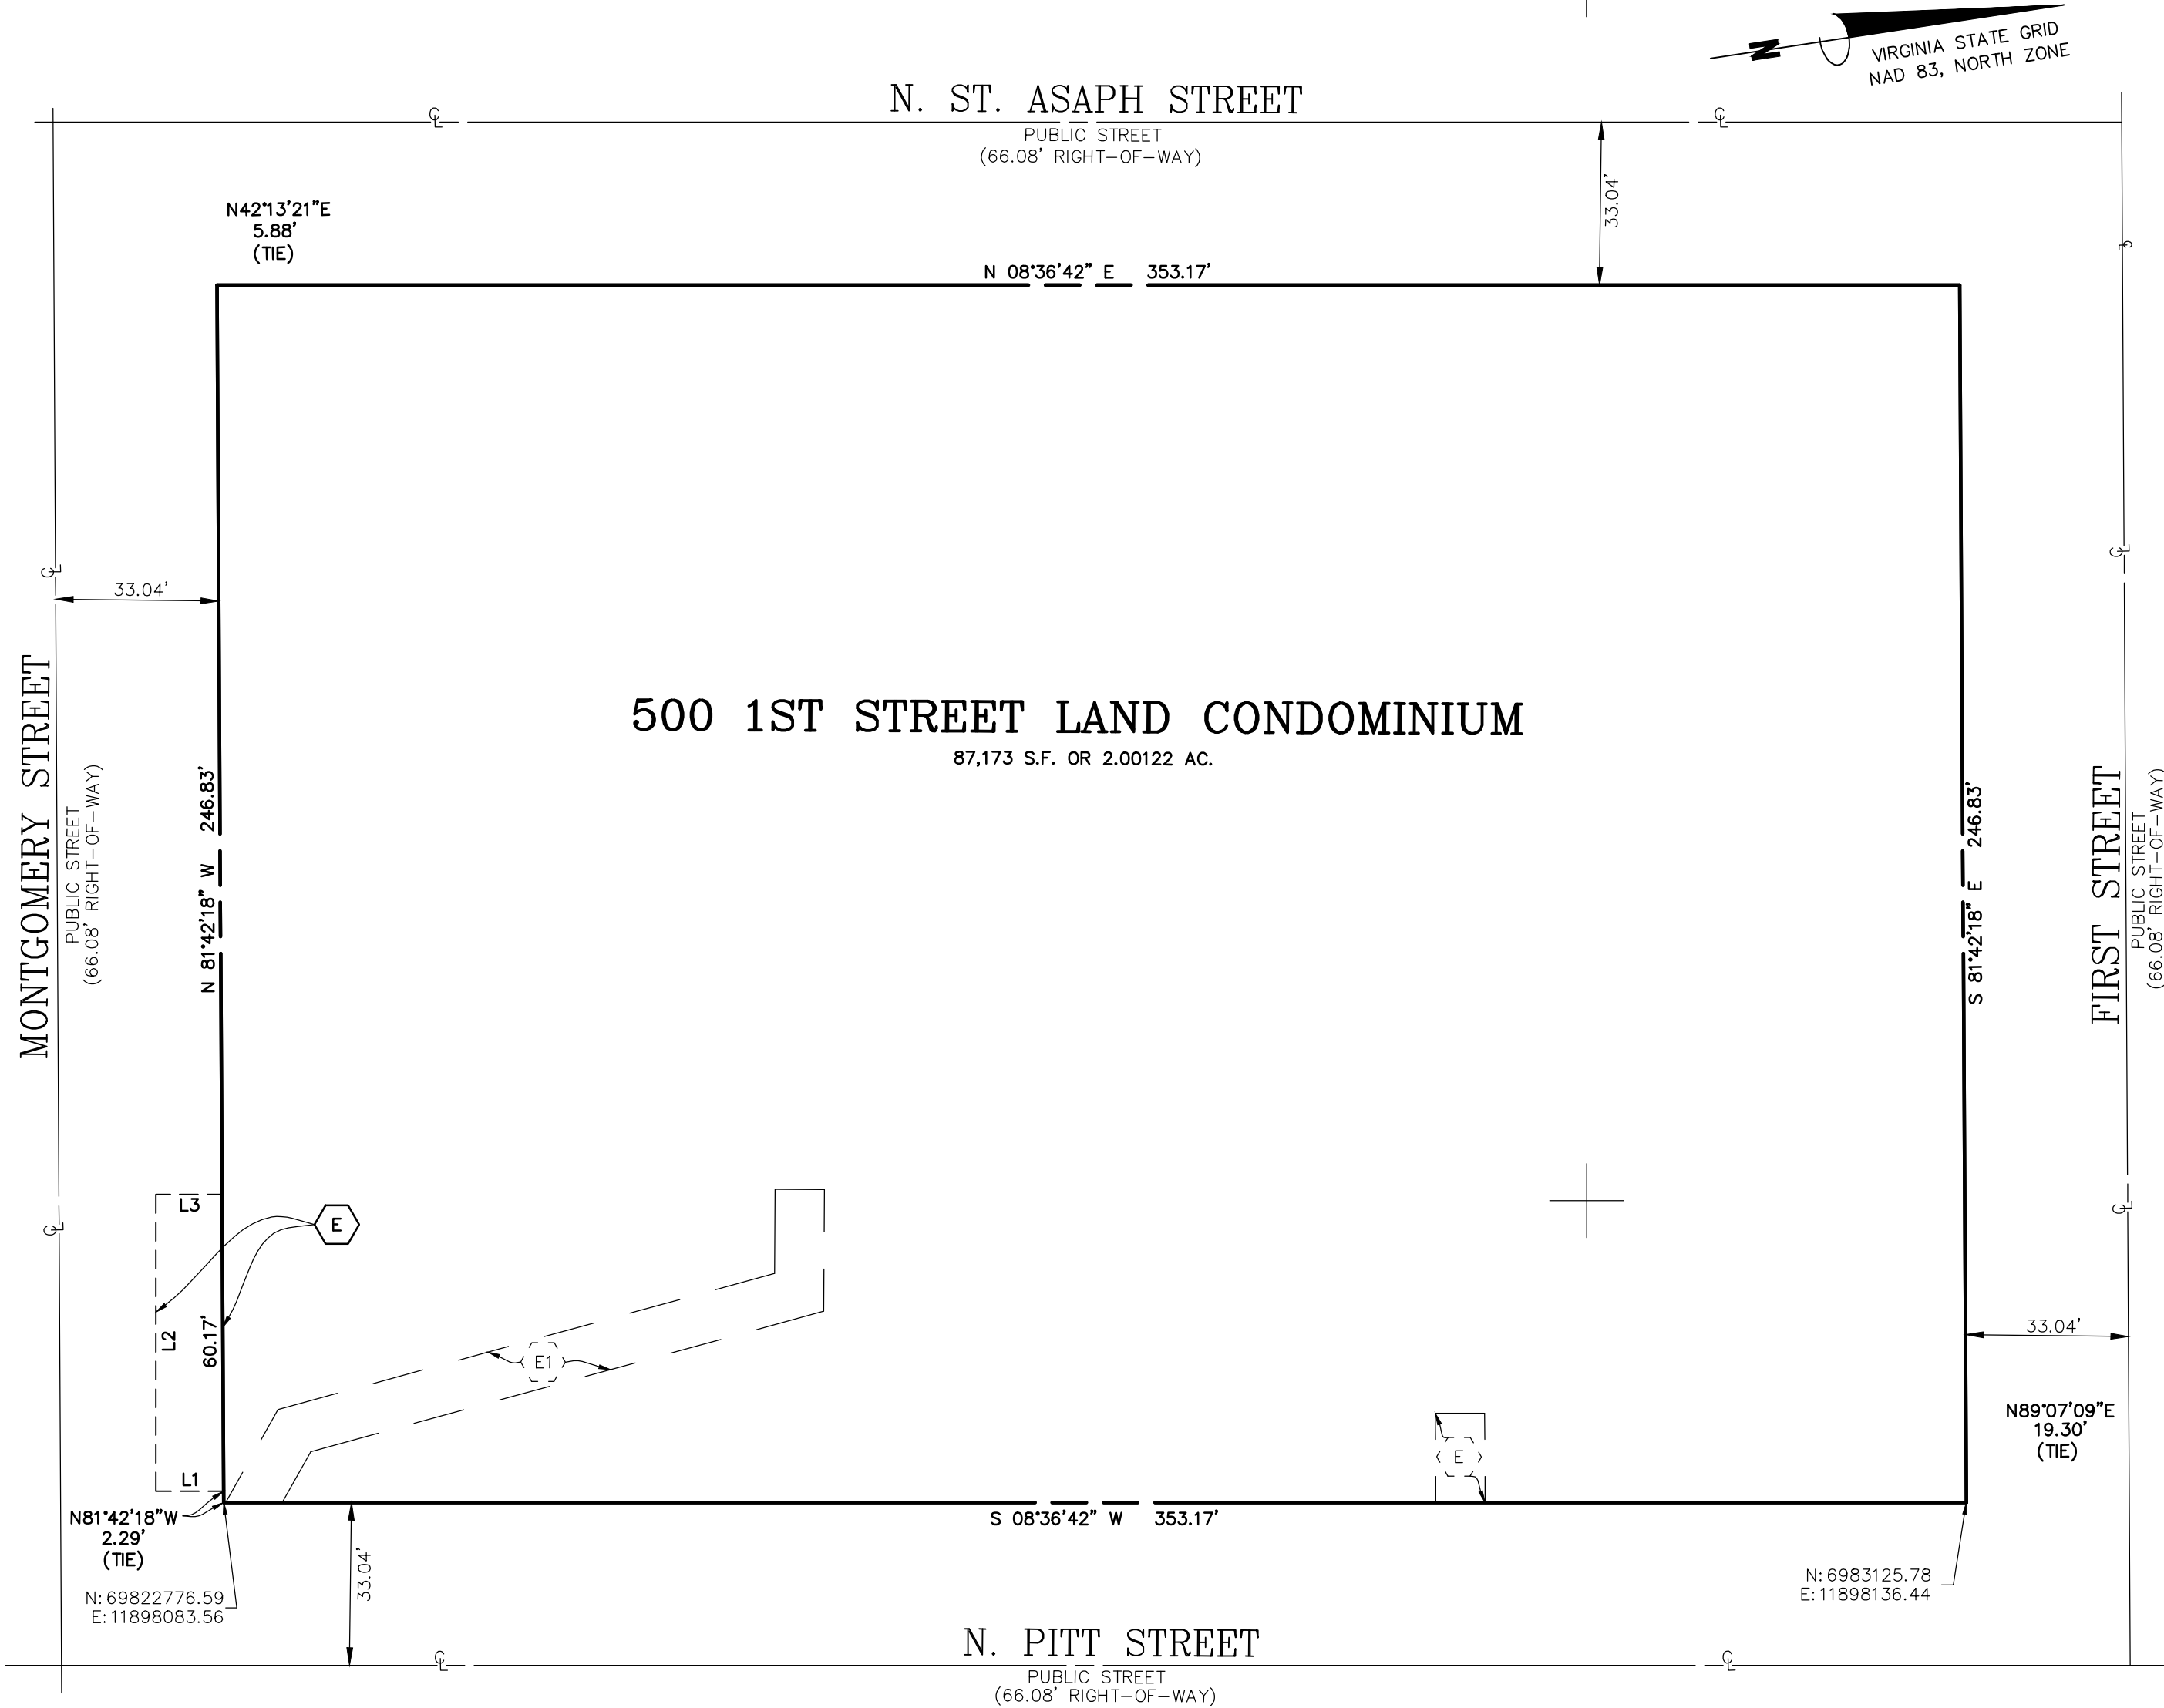 N
VIRGINIA STATE GRID
NAD 83, NORTH ZONE
N. ST. ASAPH STREET
PUBLIC STREET
(66.08' RIGHT-OF-WAY)
33.04'
N42°13'21"E
5.88'
(TIE)
N 08°36'42" E 353.17'
33.04'
500 1ST STREET LAND CONDOMINIUM
87,173 S.F. OR 2.00122 AC.
MONTGOMERY STREET
PUBLIC STREET
(66.08' RIGHT-OF-WAY)
N 81°42'18" W 246.83'
S 81°42'18" E 246.83'
FIRST STREET
PUBLIC STREET
(66.08' RIGHT-OF-WAY)
L3
E
L2
60.17'
L1
E1
E
33.04'
N89°07'09"E
19.30'
(TIE)
N81°42'18"W
2.29'
(TIE)
S 08°36'42" W 353.17'
33.04'
N: 69822776.59
E: 11898083.56
N: 6983125.78
E: 11898136.44
N. PITT STREET
PUBLIC STREET
(66.08' RIGHT-OF-WAY)